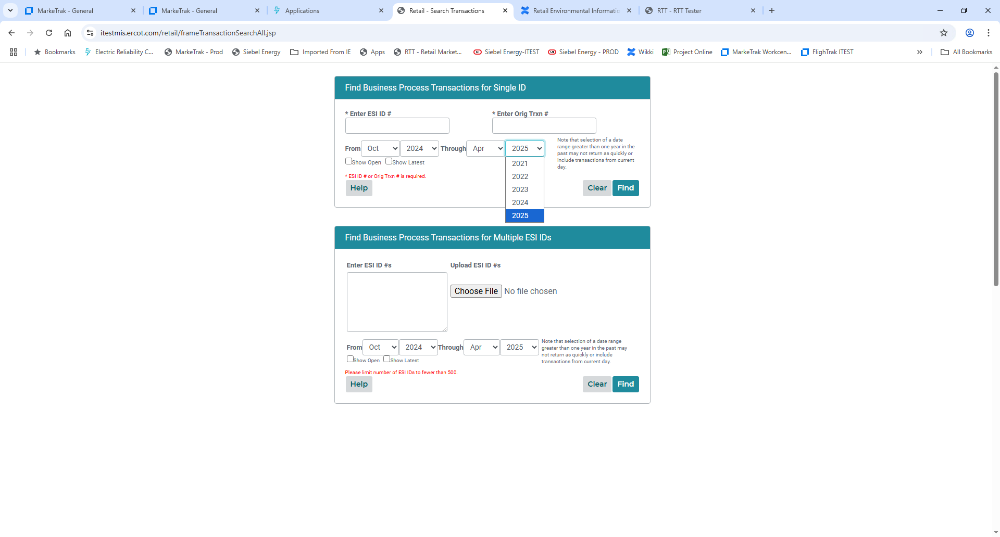 MarkeTrak - General
MarkeTrak - General
Applications
Retail - Search Transactions
Retail Environmental Informatio
RTT - RTT Tester
itestmis.ercot.com/retail/frameTransactionSearchAll.jsp
Bookmarks
Electric Reliability C...
MarkeTrak - Prod
Siebel Energy
Imported From IE
Apps
RTT - Retail Market...
Siebel Energy-ITEST
Siebel Energy - PROD
Wikki
Project Online
MarkeTrak Workcen...
FlighTrak ITEST
All Bookmarks
Find Business Process Transactions for Single ID
* Enter ESI ID #
* Enter Orig Trxn #
From Oct 2024 Through Apr 2025
Note that selection of a date
range greater than one year in the
past may not return as quickly or
include transactions from current
day.
Show Open Show Latest
2021
2022
2023
2024
2025
* ESI ID # or Orig Trxn # is required.
Help
Clear
Find
Find Business Process Transactions for Multiple ESI IDs
Enter ESI ID #s
Upload ESI ID #s
Choose File No file chosen
From Oct 2024 Through Apr 2025
Note that selection of a date range
greater than one year in the past may
not return as quickly or include
transactions from current day.
Show Open Show Latest
Please limit number of ESI IDs to fewer than 500.
Help
Clear
Find